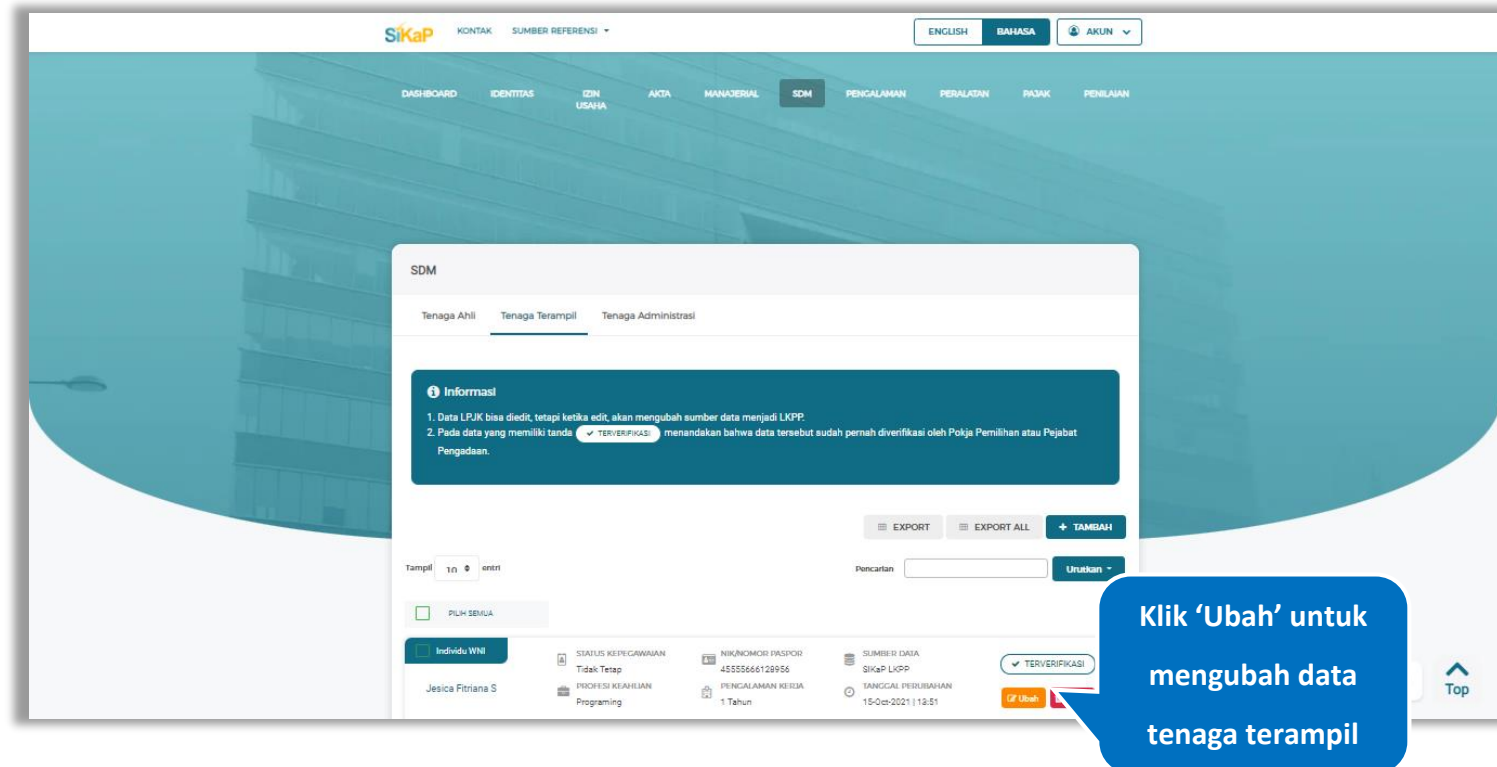 SiKaP KONTAK SUMBER REFERENSI ENGLISH BAHASA AKUN
DASHBOARD IDENTITAS IZIN USAHA AKTA MANAJERIAL SDM PENGALAMAN PERALATAN PAJAK PENILAIAN
SDM
Tenaga Ahli Tenaga Terampil Tenaga Administrasi
Informasi
1. Data LPJK bisa diedit, tetapi ketika edit, akan mengubah sumber data menjadi LKPP.
2. Pada data yang memiliki tanda TERVERIFIKASI menandakan bahwa data tersebut sudah pernah diverifikasi oleh Pokja Pemilihan atau Pejabat
Pengadaan.
EXPORT EXPORT ALL + TAMBAH
Tampil 10 entri Pencarian Urutkan
PILIH SEMUA
Individu WNI
Jesica Fitriana S
STATUS KEPEGAWAIAN
Tidak Tetap
PROFESI KEAHLIAN
Programing
NIK/NOMOR PASPOR
45555666128956
PENGALAMAN KERJA
1 Tahun
SUMBER DATA
SIKaP LKPP
TANGGAL PERUBAHAN
15-Oct-2021 | 13:51
TERVERIFIKASI
Ubah
Klik ‘Ubah’ untuk
mengubah data
tenaga terampil
Top